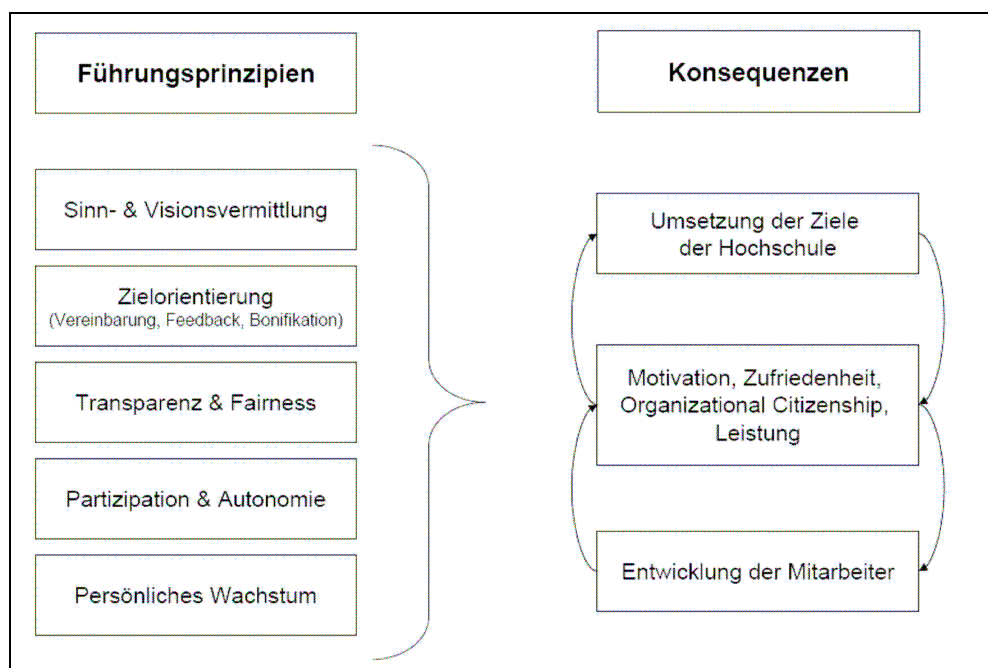 Führungsprinzipien
Sinn- & Visionsvermittlung
Zielorientierung
(Vereinbarung, Feedback, Bonifikation)
Transparenz & Fairness
Partizipation & Autonomie
Persönliches Wachstum
Konsequenzen
Umsetzung der Ziele
der Hochschule
Motivation, Zufriedenheit,
Organizational Citizenship,
Leistung
Entwicklung der Mitarbeiter